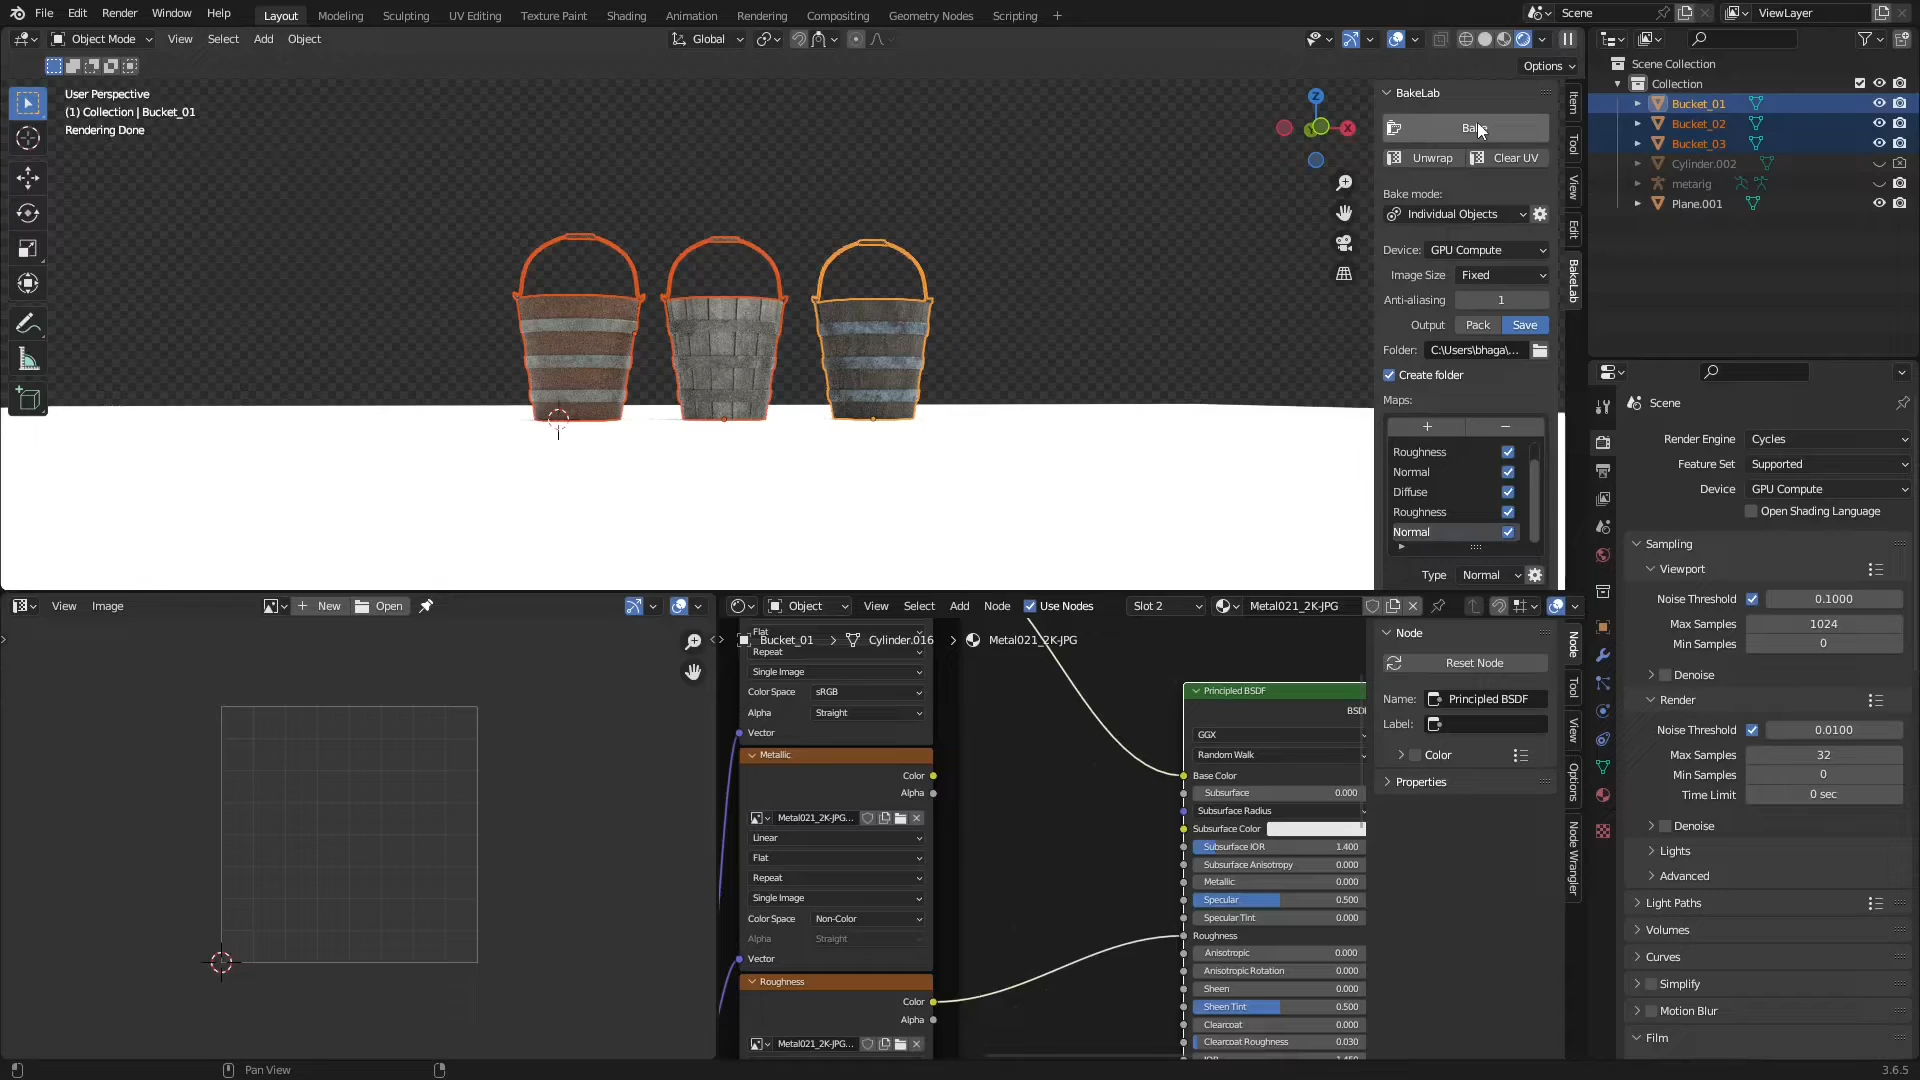 File Edit Render Window Help Layout Modeling Sculpting UV Editing Texture Paint Shading Animation Rendering Compositing Geometry Nodes Scripting + Scene ViewLayer
Object Mode View Select Add Object Global
Options
User Perspective
(1) Collection | Bucket_01
Rendering Done
Z
X
BakeLab
Unwrap Clear UV
Bake mode:
Individual Objects
Device: GPU Compute
Image Size Fixed
Anti-aliasing 1
Output Pack Save
Folder: C:\Users\bhaga\...
Create folder
Maps:
+ −
Roughness
Normal
Diffuse
Roughness
Normal
Type Normal
Item
Tool
View
Edit
BakeLab
Scene Collection
Collection
Bucket_01
Bucket_02
Bucket_03
Cylinder.002
metarig
Plane.001
Scene
Render Engine Cycles
Feature Set Supported
Device GPU Compute
Open Shading Language
Sampling
Viewport
Noise Threshold 0.1000
Max Samples 1024
Min Samples 0
Denoise
Render
Noise Threshold 0.0100
Max Samples 32
Min Samples 0
Time Limit 0 sec
Denoise
Lights
Advanced
Light Paths
Volumes
Curves
Simplify
Motion Blur
Film
View Image + New Open
Object View Select Add Node Use Nodes Slot 2 Metal021_2K-JPG
Bucket_01 > Cylinder.016 > Metal021_2K-JPG
Flat
Repeat
Single Image
Color Space sRGB
Alpha Straight
Vector
Metallic
Color
Alpha
Metal021_2K-JPG...
Linear
Flat
Repeat
Single Image
Color Space Non-Color
Alpha Straight
Vector
Roughness
Color
Alpha
Metal021_2K-JPG...
Principled BSDF
GGX
Random Walk
Base Color
Subsurface 0.000
Subsurface Radius
Subsurface Color
Subsurface IOR 1.400
Subsurface Anisotropy 0.000
Metallic 0.000
Specular 0.500
Specular Tint 0.000
Roughness
Anisotropic 0.000
Anisotropic Rotation 0.000
Sheen 0.000
Sheen Tint 0.500
Clearcoat 0.000
Clearcoat Roughness 0.030
Node
Reset Node
Name: Principled BSDF
Label:
Color
Properties
Node
Tool
View
Options
Node Wrangler
Pan View
3.6.5